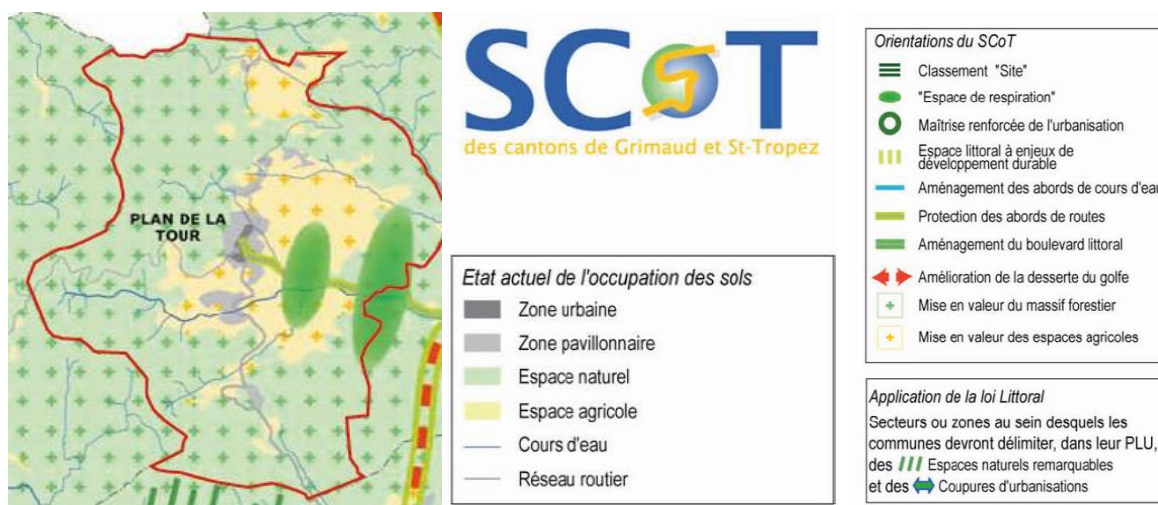 PLAN DE LA
TOUR
SCOT
des cantons de Grimaud et St-Tropez
Etat actuel de l'occupation des sols
Zone urbaine
Zone pavillonnaire
Espace naturel
Espace agricole
Cours d'eau
Réseau routier
Orientations du SCoT
Classement "Site"
"Espace de respiration"
Maîtrise renforcée de l'urbanisation
Espace littoral à enjeux de
développement durable
Aménagement des abords de cours d'eau
Protection des abords de routes
Aménagement du boulevard littoral
Amélioration de la desserte du golfe
Mise en valeur du massif forestier
Mise en valeur des espaces agricoles
Application de la loi Littoral
Secteurs ou zones au sein desquels les
communes devront délimiter, dans leur PLU,
des Espaces naturels remarquables
et des Coupures d'urbanisations